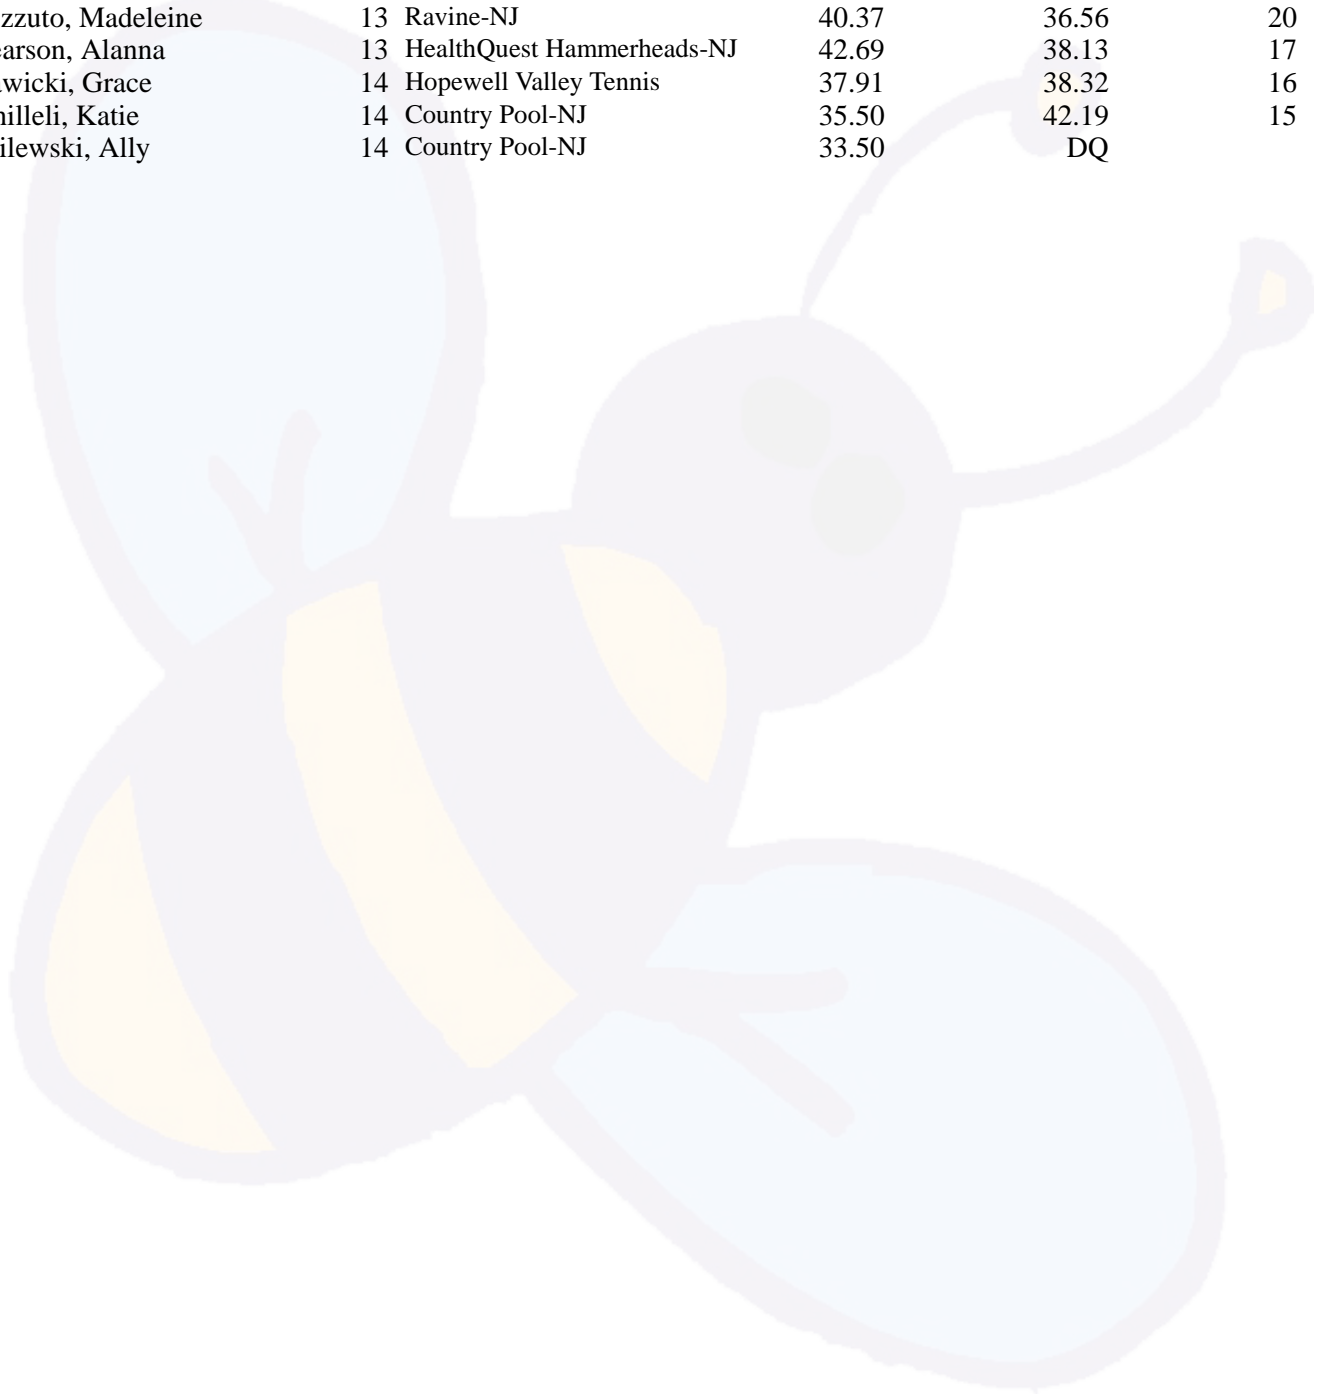 zzuto, Madeleine 13 Ravine-NJ 40.37 36.56 20
earson, Alanna 13 HealthQuest Hammerheads-NJ 42.69 38.13 17
wicki, Grace 14 Hopewell Valley Tennis 37.91 38.32 16
hilleli, Katie 14 Country Pool-NJ 35.50 42.19 15
ilewski, Ally 14 Country Pool-NJ 33.50 DQ